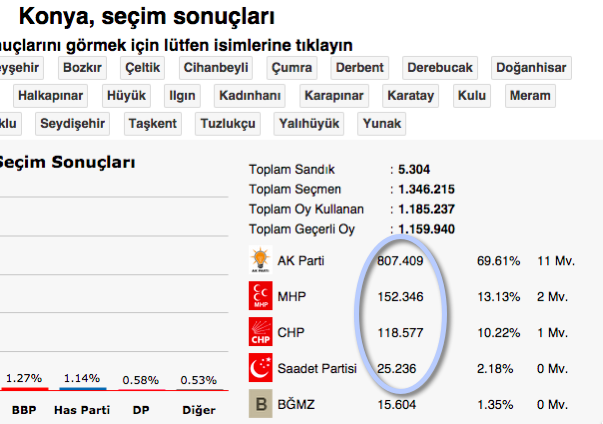 Konya, seçim sonuçları
uçlarını görmek için lütfen isimlerine tıklayın
eyşehir Bozkır Çeltik Cihanbeyli Çumra Derbent Derebucak Doğanhisar
Halkapınar Hüyük Ilgın Kadınhanı Karapınar Karatay Kulu Meram
klu Seydişehir Taşkent Tuzlukçu Yalıhüyük Yunak
Seçim Sonuçları
Toplam Sandık : 5.304
Toplam Seçmen : 1.346.215
Toplam Oy Kullanan : 1.185.237
Toplam Geçerli Oy : 1.159.940
AK PARTi AK Parti 807.409 69.61% 11 Mv.
MHP MHP 152.346 13.13% 2 Mv.
CHP CHP 118.577 10.22% 1 Mv.
Saadet Partisi 25.236 2.18% 0 Mv.
B BĞMZ 15.604 1.35% 0 Mv.
1.27% 1.14% 0.58% 0.53%
BBP Has Parti DP Diğer